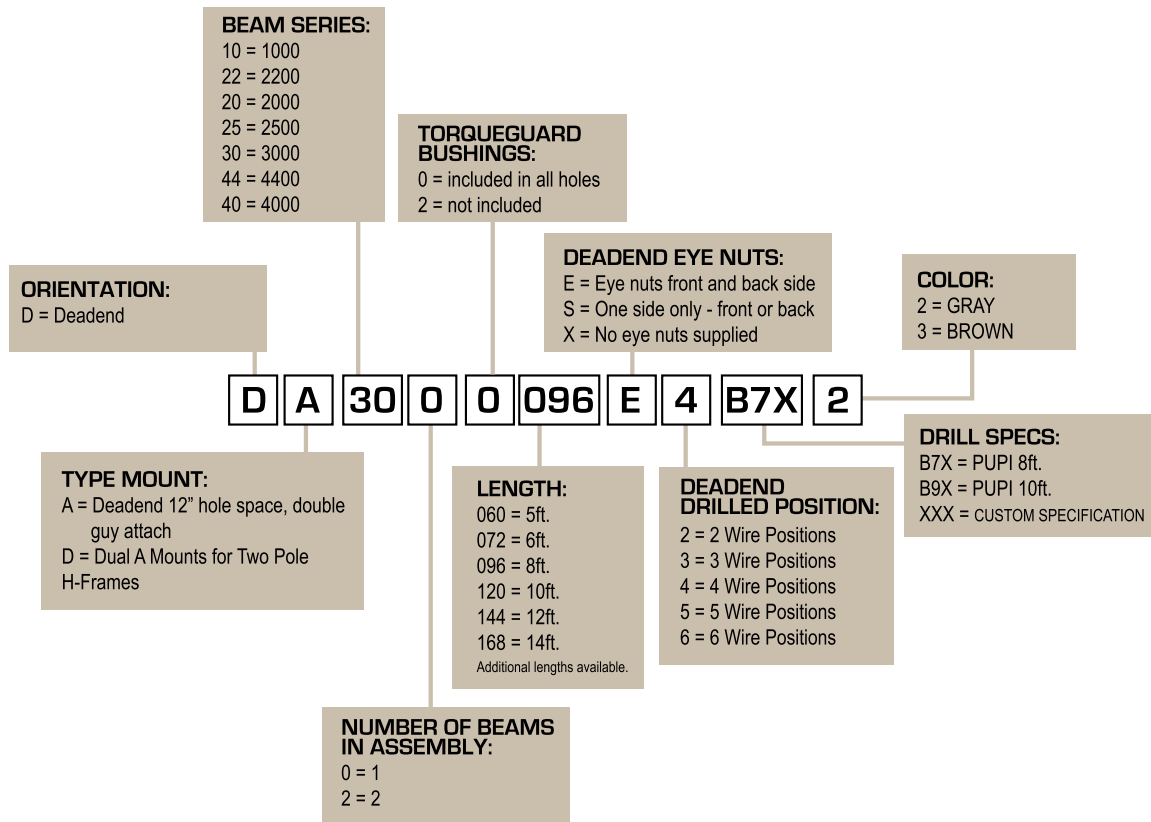 BEAM SERIES:
10 = 1000
22 = 2200
20 = 2000
25 = 2500
30 = 3000
44 = 4400
40 = 4000
TORQUEGUARD
BUSHINGS:
0 = included in all holes
2 = not included
ORIENTATION:
D = Deadend
DEADEND EYE NUTS:
E = Eye nuts front and back side
S = One side only - front or back
X = No eye nuts supplied
COLOR:
2 = GRAY
3 = BROWN
D A 30 0 0 096 E 4 B7X 2
TYPE MOUNT:
A = Deadend 12” hole space, double
guy attach
D = Dual A Mounts for Two Pole
H-Frames
LENGTH:
060 = 5ft.
072 = 6ft.
096 = 8ft.
120 = 10ft.
144 = 12ft.
168 = 14ft.
Additional lengths available.
DEADEND
DRILLED POSITION:
2 = 2 Wire Positions
3 = 3 Wire Positions
4 = 4 Wire Positions
5 = 5 Wire Positions
6 = 6 Wire Positions
DRILL SPECS:
B7X = PUPI 8ft.
B9X = PUPI 10ft.
XXX = CUSTOM SPECIFICATION
NUMBER OF BEAMS
IN ASSEMBLY:
0 = 1
2 = 2